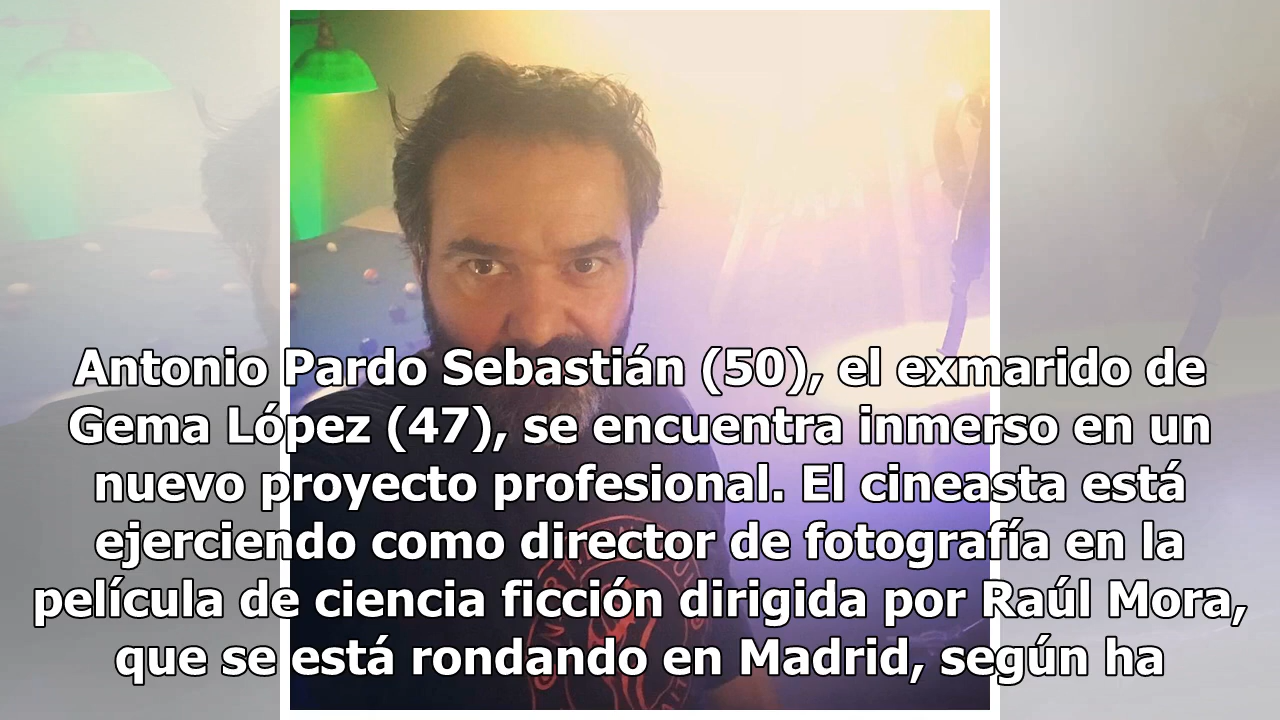 Antonio Pardo Sebastián (50), el exmarido de
Gema López (47), se encuentra inmerso en un
nuevo proyecto profesional. El cineasta está
ejerciendo como director de fotografía en la
película de ciencia ficción dirigida por Raúl Mora,
que se está rondando en Madrid, según ha